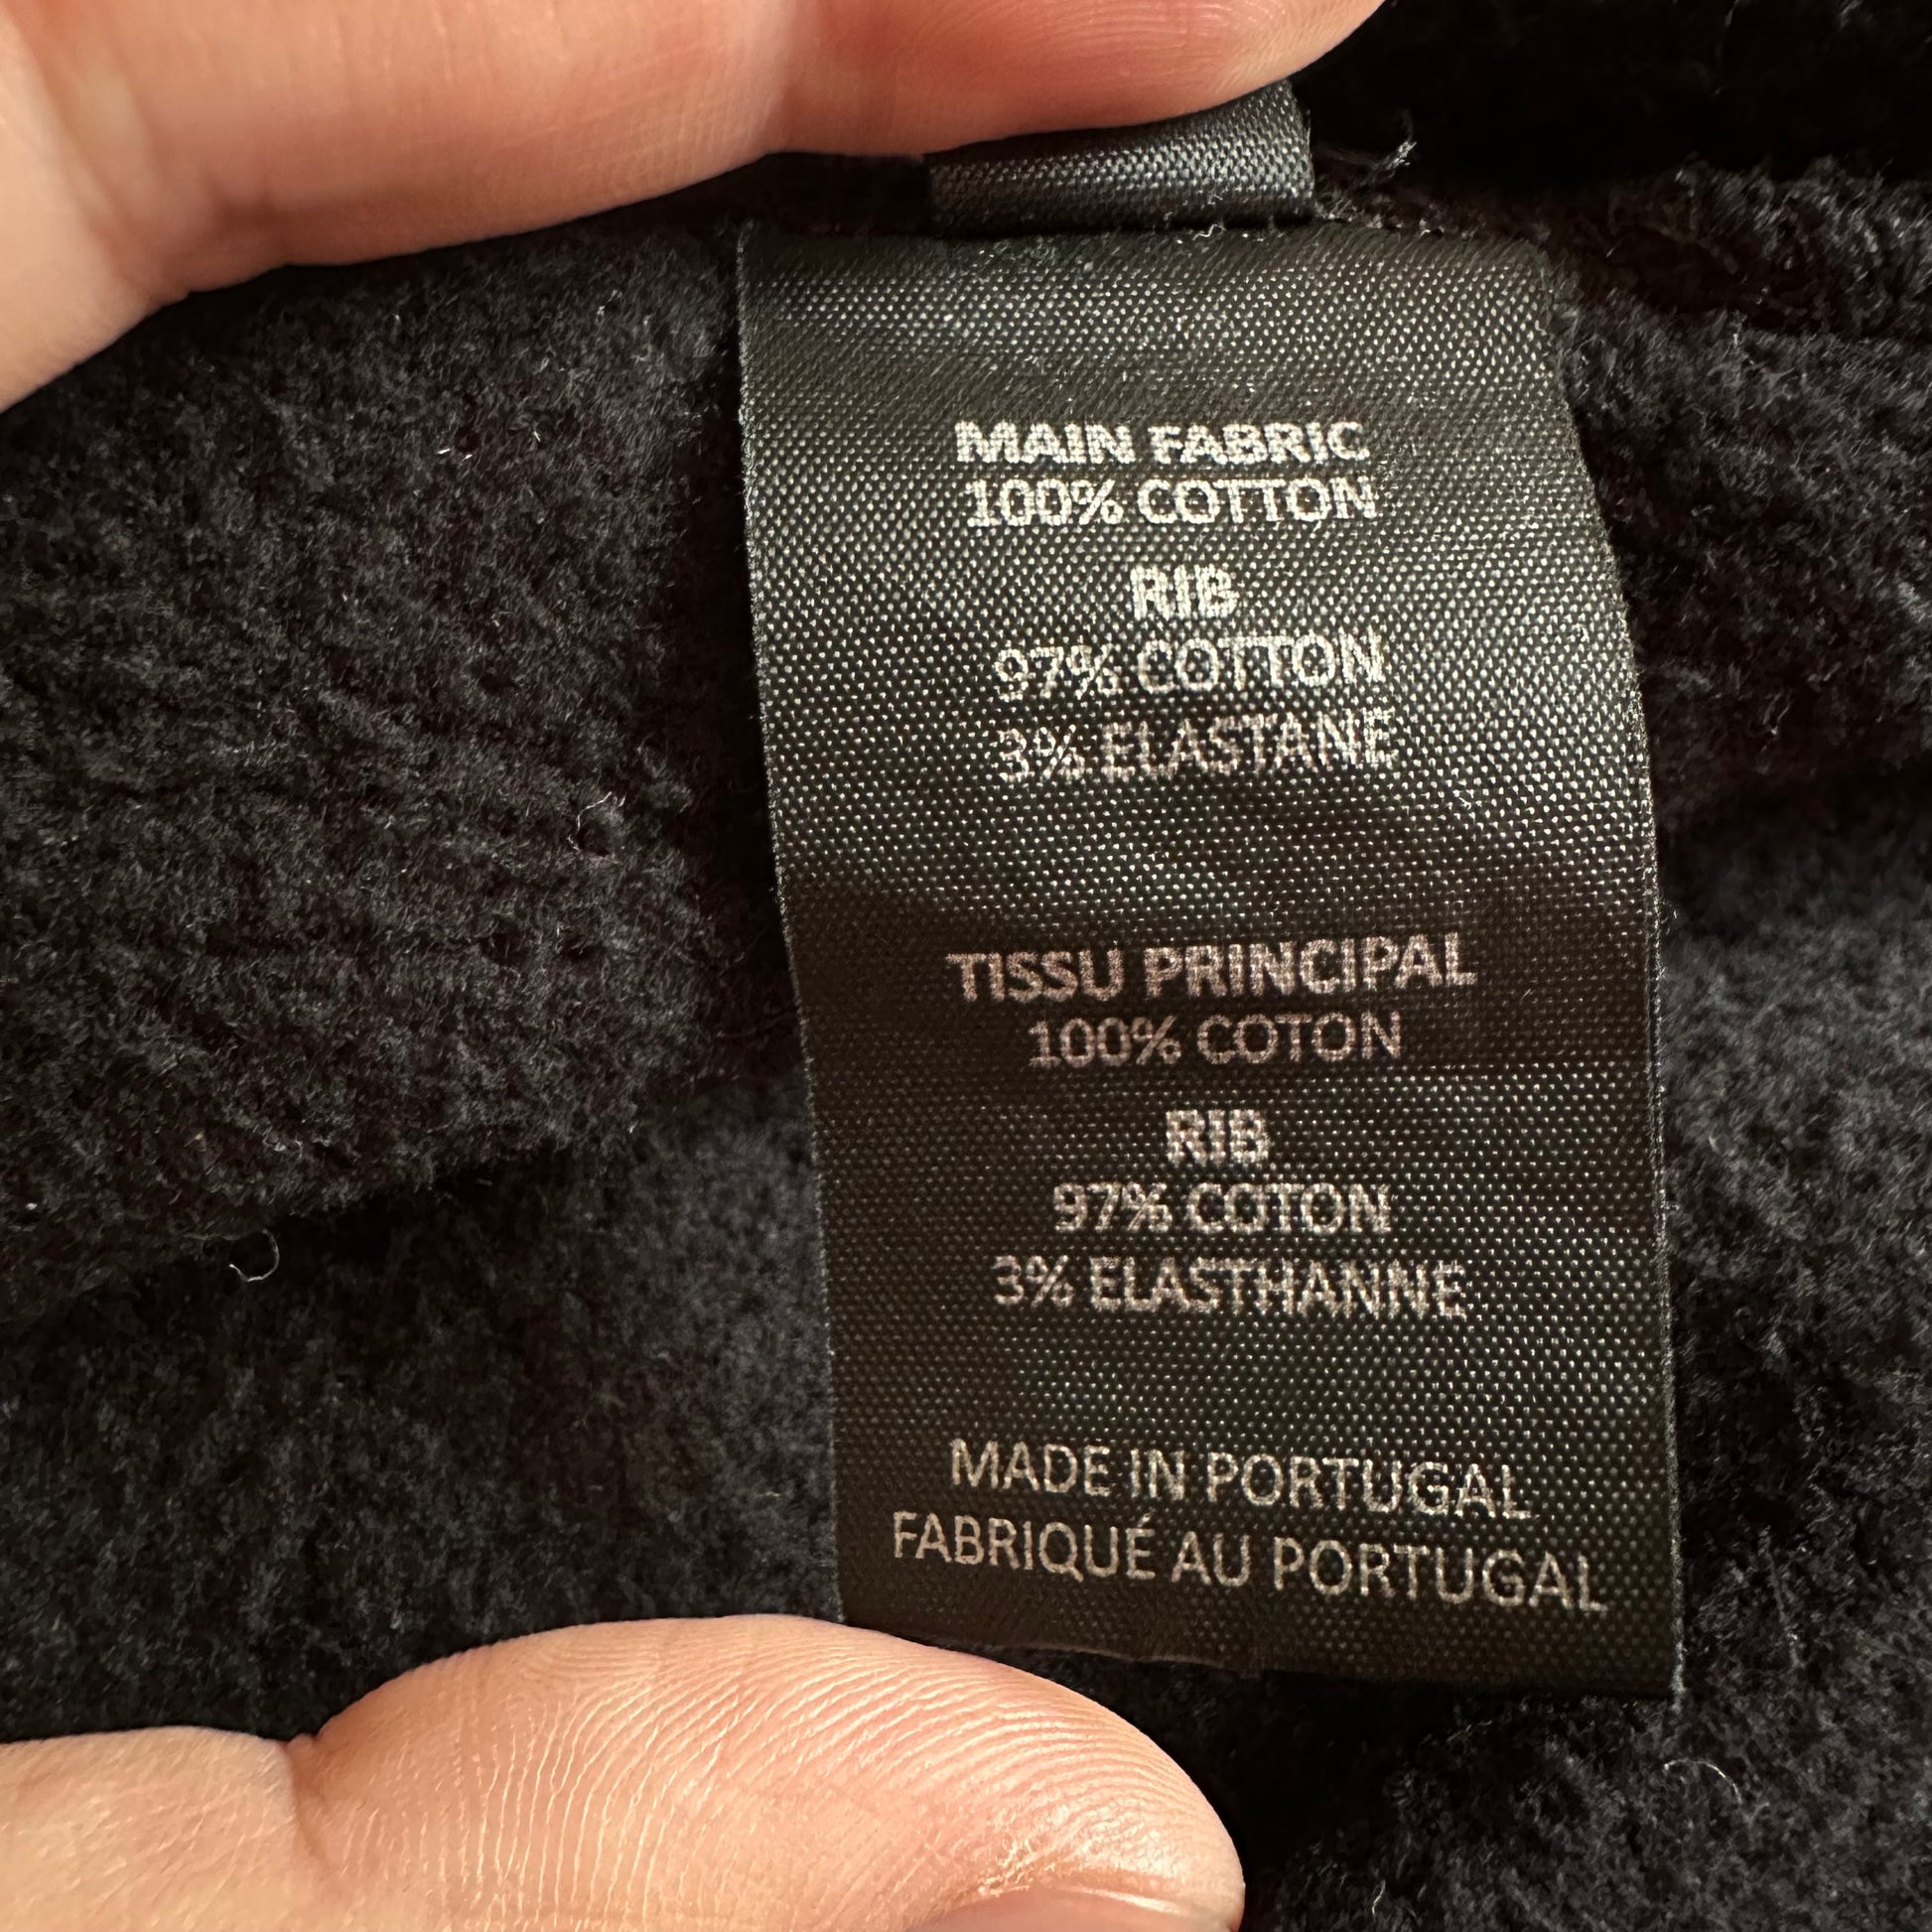 MAIN FABRIC
100% COTTON
RIB
97% COTTON
3% ELASTANE
TISSU PRINCIPAL
100% COTON
RIB
97% COTON
3% ELASTHANNE
MADE IN PORTUGAL
FABRIQUÉ AU PORTUGAL